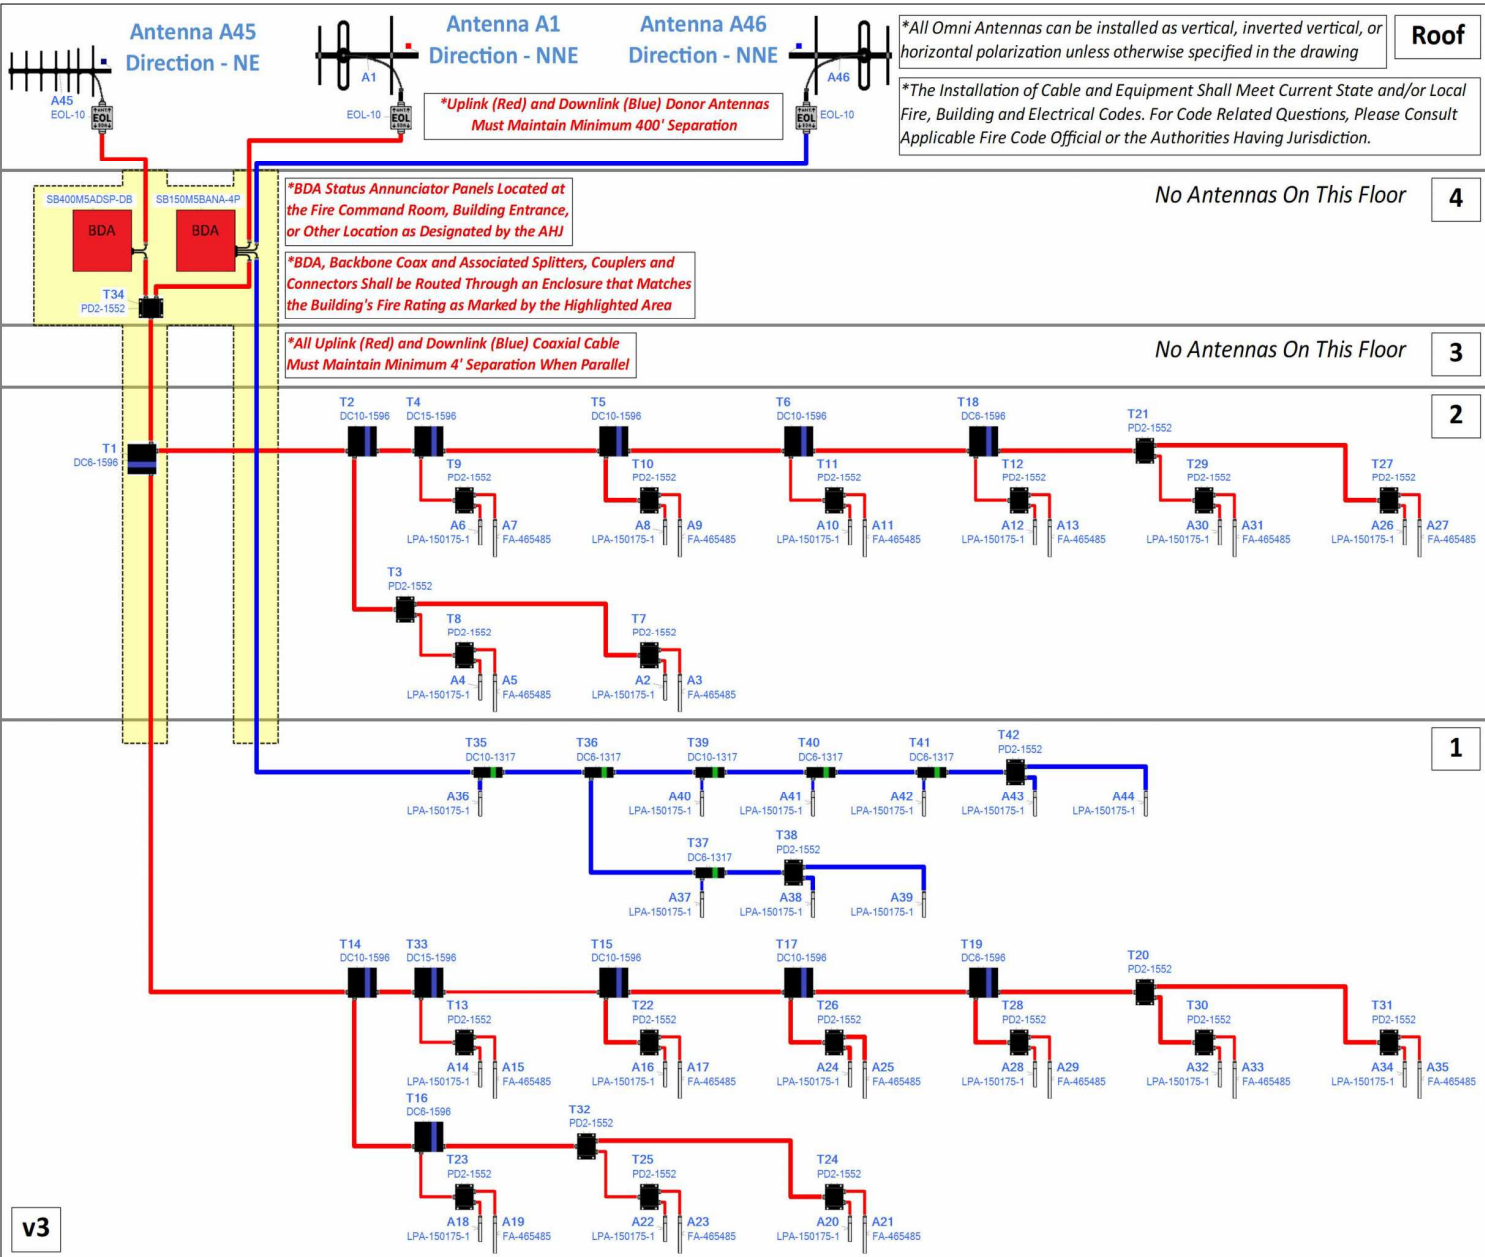 Antenna A45
Direction - NE
Antenna A1
Direction - NNE
Antenna A46
Direction - NNE
*All Omni Antennas can be installed as vertical, inverted vertical, or
horizontal polarization unless otherwise specified in the drawing
Roof
A45
EOL-10
EOL
A1
EOL-10
EOL
A46
EOL
EOL-10
*Uplink (Red) and Downlink (Blue) Donor Antennas
Must Maintain Minimum 400' Separation
*The Installation of Cable and Equipment Shall Meet Current State and/or Local
Fire, Building and Electrical Codes. For Code Related Questions, Please Consult
Applicable Fire Code Official or the Authorities Having Jurisdiction.
SB400M5ADSP-DB
BDA
SB150M5BANA-4P
BDA
*BDA Status Annunciator Panels Located at
the Fire Command Room, Building Entrance,
or Other Location as Designated by the AHJ
No Antennas On This Floor
4
*BDA, Backbone Coax and Associated Splitters, Couplers and
Connectors Shall be Routed Through an Enclosure that Matches
the Building's Fire Rating as Marked by the Highlighted Area
T34
PD2-1552
*All Uplink (Red) and Downlink (Blue) Coaxial Cable
Must Maintain Minimum 4' Separation When Parallel
No Antennas On This Floor
3
2
T1
DC6-1596
T2
DC10-1596
T4
DC15-1596
T5
DC10-1596
T6
DC10-1596
T18
DC6-1596
T21
PD2-1552
T9
PD2-1552
T10
PD2-1552
T11
PD2-1552
T12
PD2-1552
T29
PD2-1552
T27
PD2-1552
A6
LPA-150175-1
A7
FA-465485
A8
LPA-150175-1
A9
FA-465485
A10
LPA-150175-1
A11
FA-465485
A12
LPA-150175-1
A13
FA-465485
A30
LPA-150175-1
A31
FA-465485
A26
LPA-150175-1
A27
FA-465485
T3
PD2-1552
T8
PD2-1552
T7
PD2-1552
A4
LPA-150175-1
A5
FA-465485
A2
LPA-150175-1
A3
FA-465485
1
T35
DC10-1317
T36
DC6-1317
T39
DC10-1317
T40
DC6-1317
T41
DC6-1317
T42
PD2-1552
A36
LPA-150175-1
A40
LPA-150175-1
A41
LPA-150175-1
A42
LPA-150175-1
A43
LPA-150175-1
A44
LPA-150175-1
T37
DC6-1317
T38
PD2-1552
A37
LPA-150175-1
A38
LPA-150175-1
A39
LPA-150175-1
T14
DC10-1596
T33
DC15-1596
T15
DC10-1596
T17
DC10-1596
T19
DC6-1596
T20
PD2-1552
T13
PD2-1552
T22
PD2-1552
T26
PD2-1552
T28
PD2-1552
T30
PD2-1552
T31
PD2-1552
A14
LPA-150175-1
A15
FA-465485
A16
LPA-150175-1
A17
FA-465485
A24
LPA-150175-1
A25
FA-465485
A28
LPA-150175-1
A29
FA-465485
A32
LPA-150175-1
A33
FA-465485
A34
LPA-150175-1
A35
FA-465485
T16
DC6-1596
T32
PD2-1552
T23
PD2-1552
T25
PD2-1552
T24
PD2-1552
A18
LPA-150175-1
A19
FA-465485
A22
LPA-150175-1
A23
FA-465485
A20
LPA-150175-1
A21
FA-465485
v3